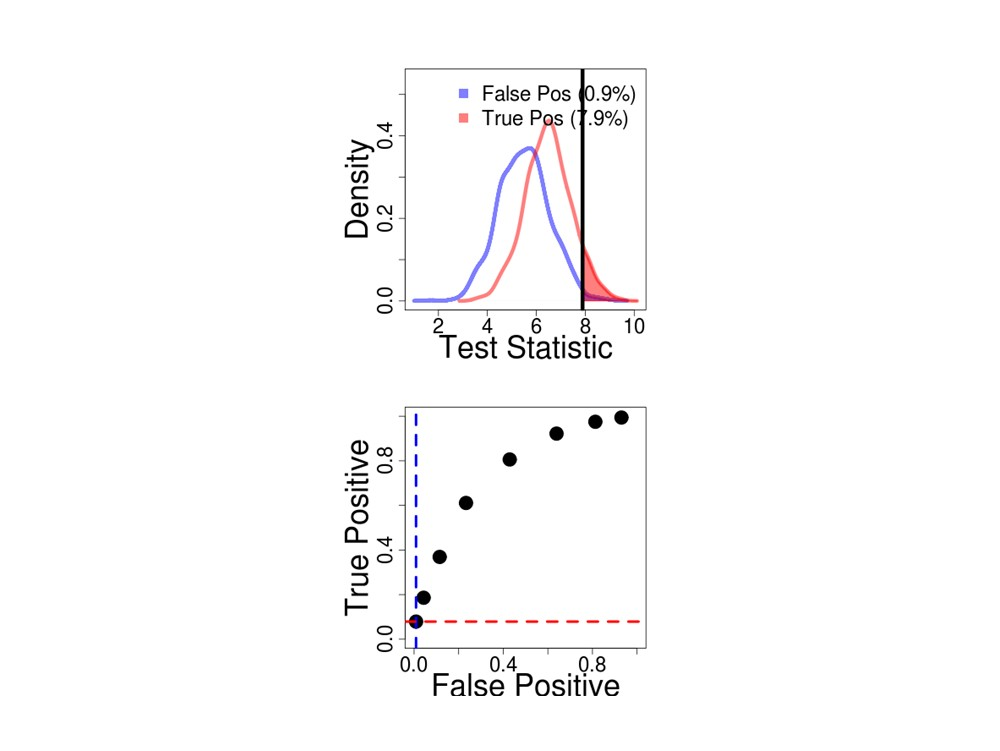 False Pos (0.9%)
True Pos (7.9%)
Density
0.0 0.2 0.4
2 4 6 8 10
Test Statistic
True Positive
0.0 0.4 0.8
0.0 0.4 0.8
False Positive